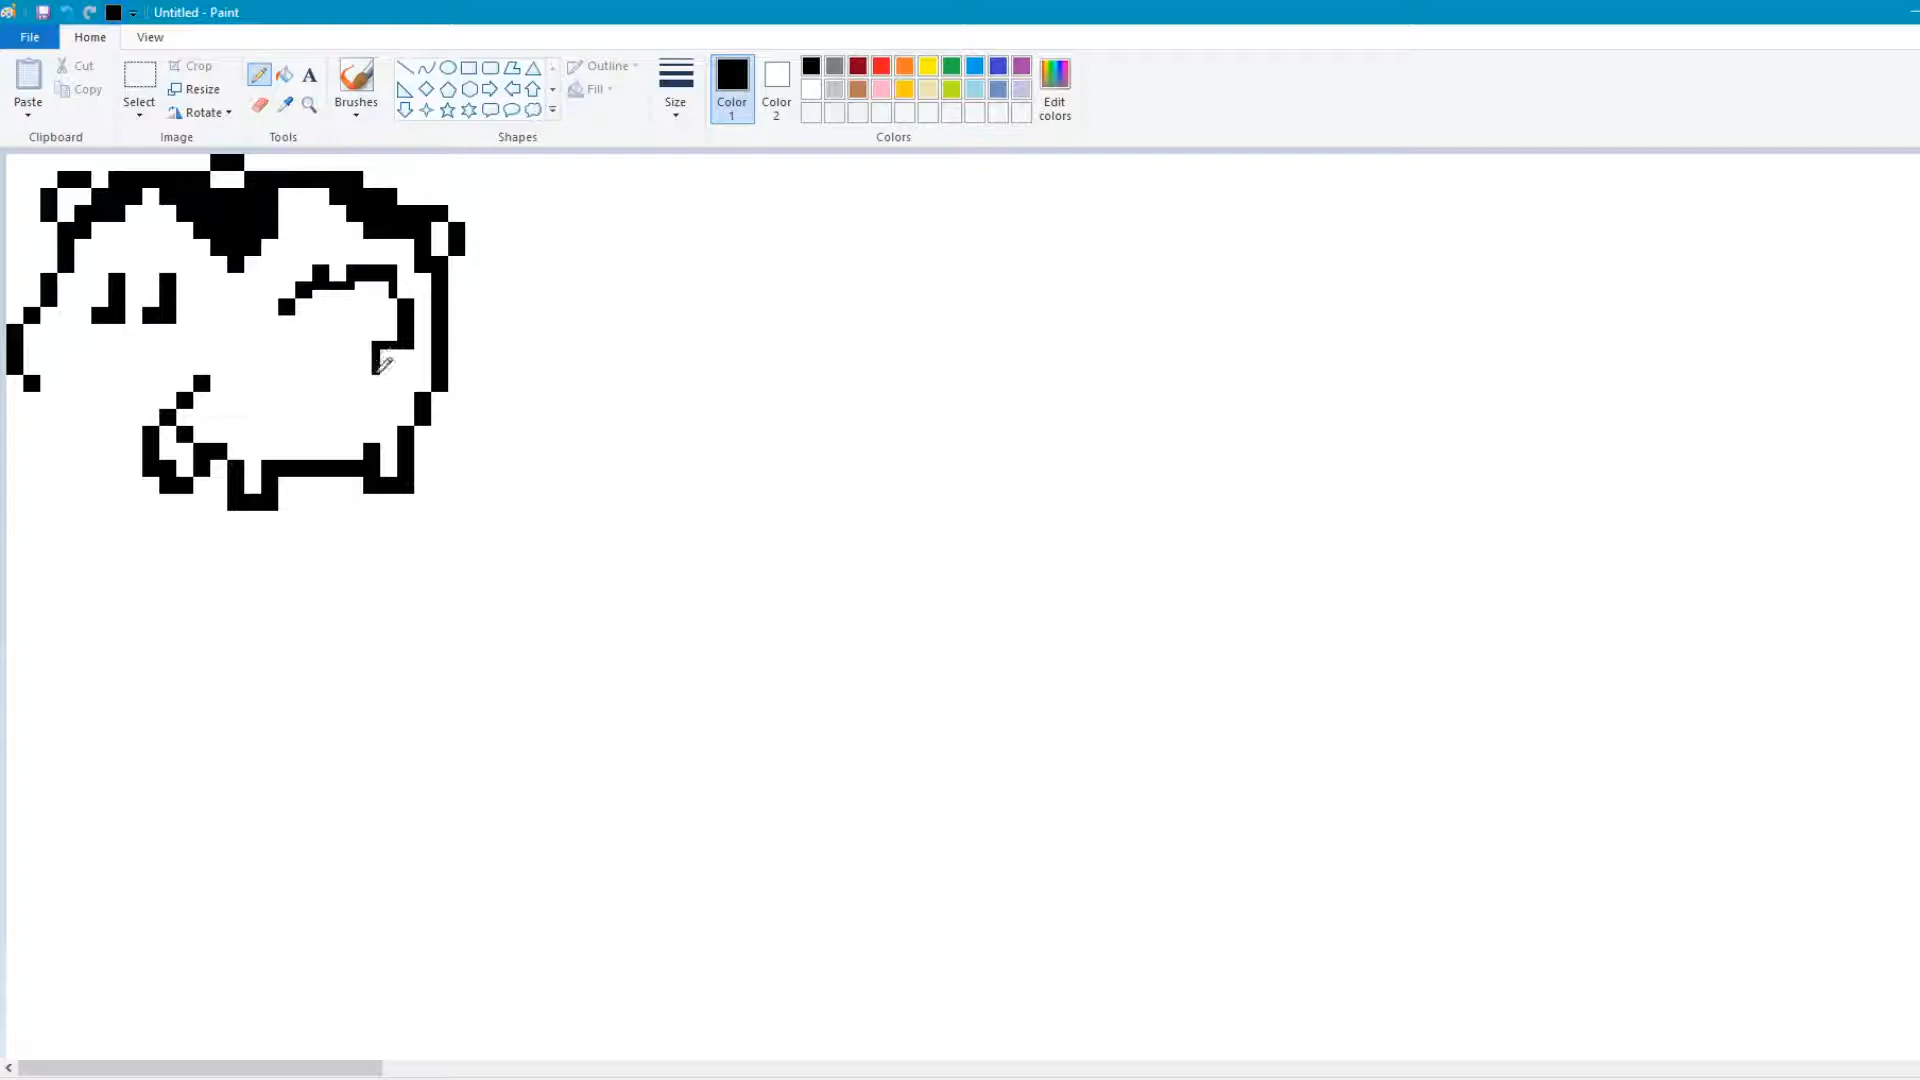 Untitled - Paint
File Home View
Paste
Cut
Copy
Clipboard
Select
Crop
Resize
Rotate
Image
A
Tools
Brushes
Shapes
Outline
Fill
Size
Color 1
Color 2
Edit colors
Colors